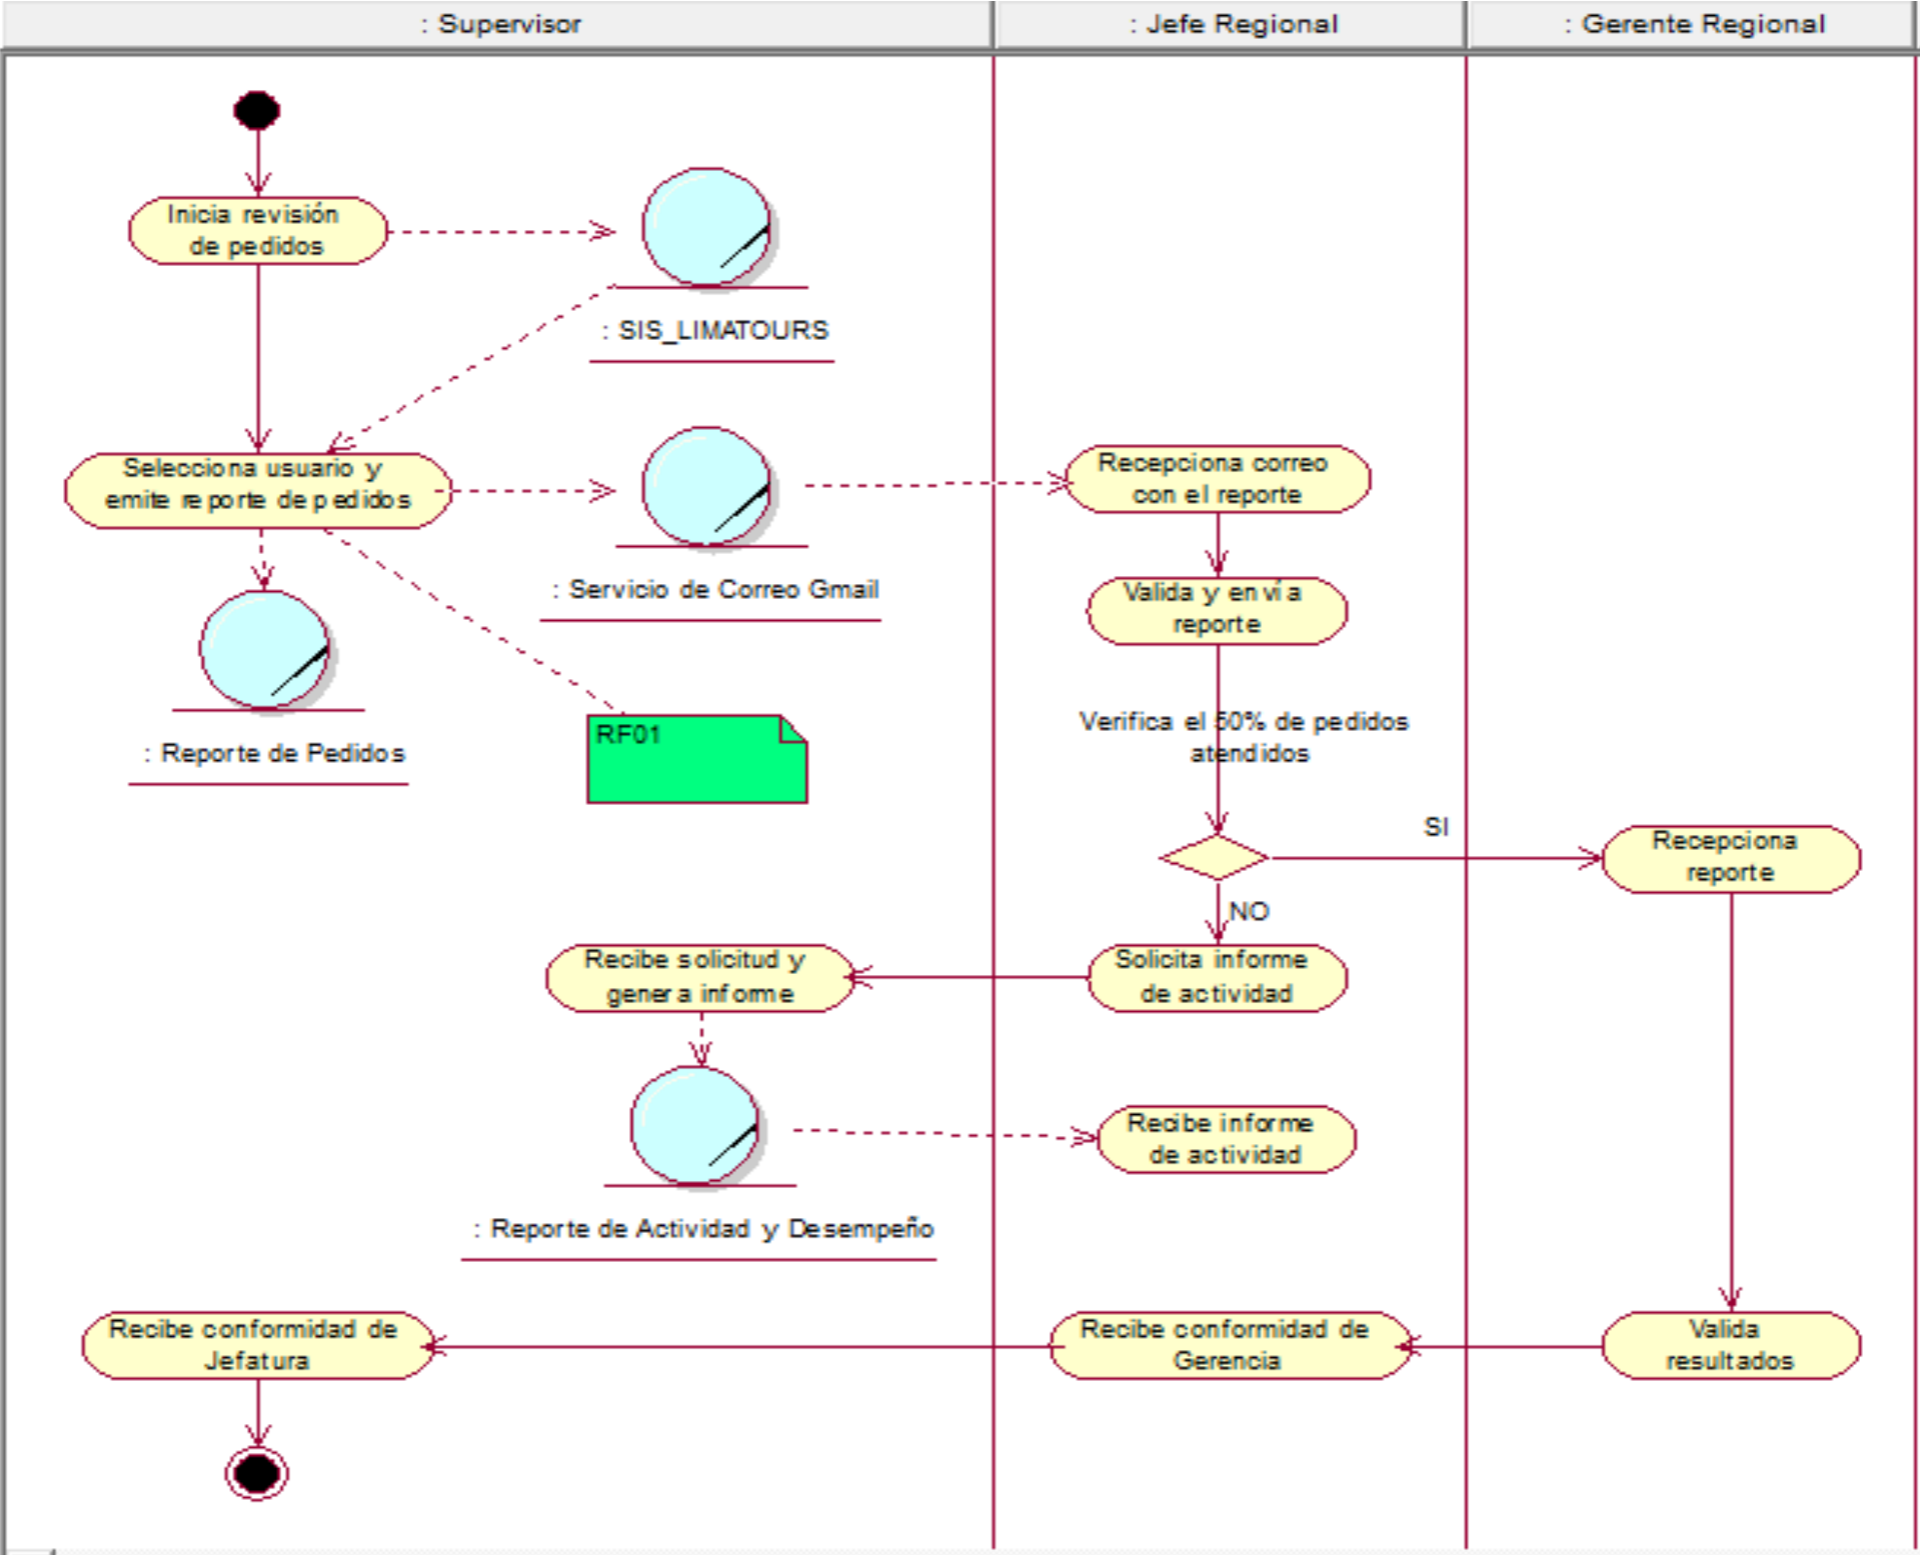 : Supervisor
: Jefe Regional
: Gerente Regional
Inicia revisión
de pedidos
: SIS_LIMATOURS
Selecciona usuario y
emite reporte de pedidos
Recepciona correo
con el reporte
: Servicio de Correo Gmail
Valida y envía
reporte
: Reporte de Pedidos
RF01
Verifica el 50% de pedidos
atendidos
SI
Recepciona
reporte
NO
Recibe solicitud y
genera informe
Solicita informe
de actividad
Recibe informe
de actividad
: Reporte de Actividad y Desempeño
Recibe conformidad de
Jefatura
Recibe conformidad de
Gerencia
Valida
resultados